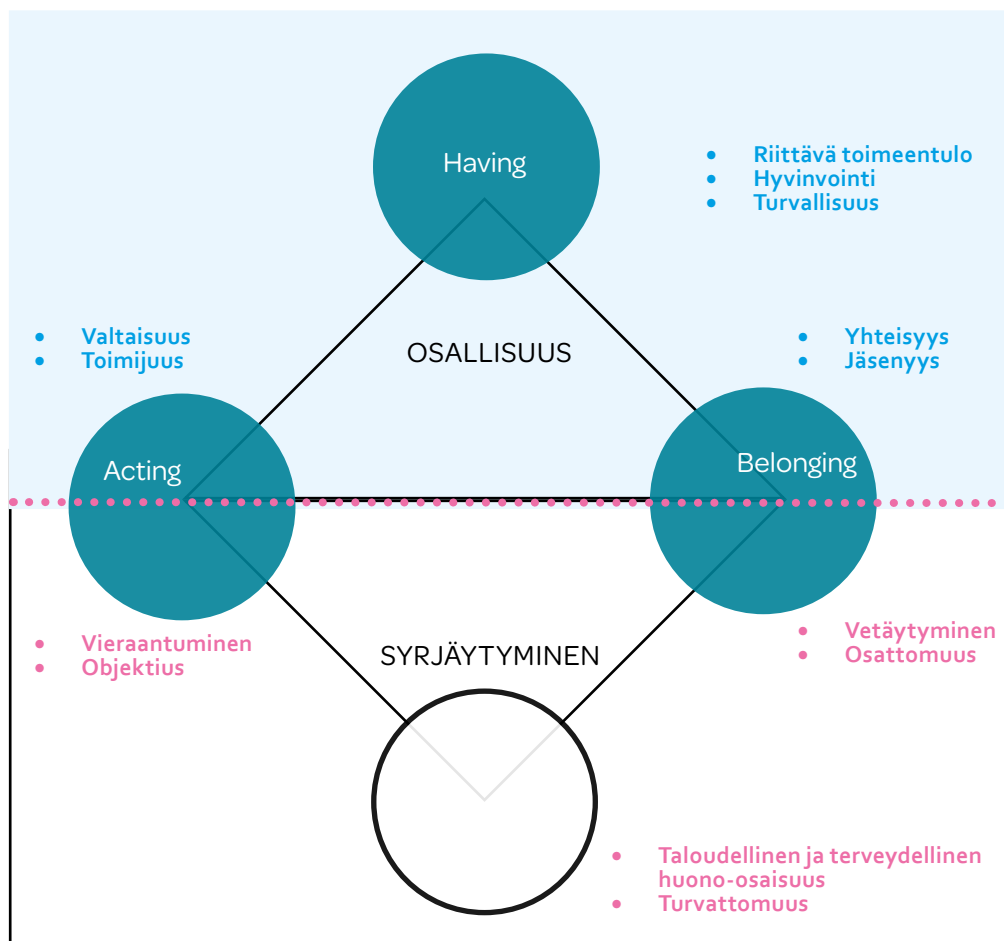 Having
• Riittävä toimeentulo
• Hyvinvointi
• Turvallisuus
• Valtaisuus
• Toimijuus
OSALLISUUS
• Yhteisyys
• Jäsenyys
Acting
Belonging
• Vieraantuminen
• Objektius
SYRJÄYTYMINEN
• Vetäytyminen
• Osattomuus
• Taloudellinen ja terveydellinen
huono-osaisuus
• Turvattomuus